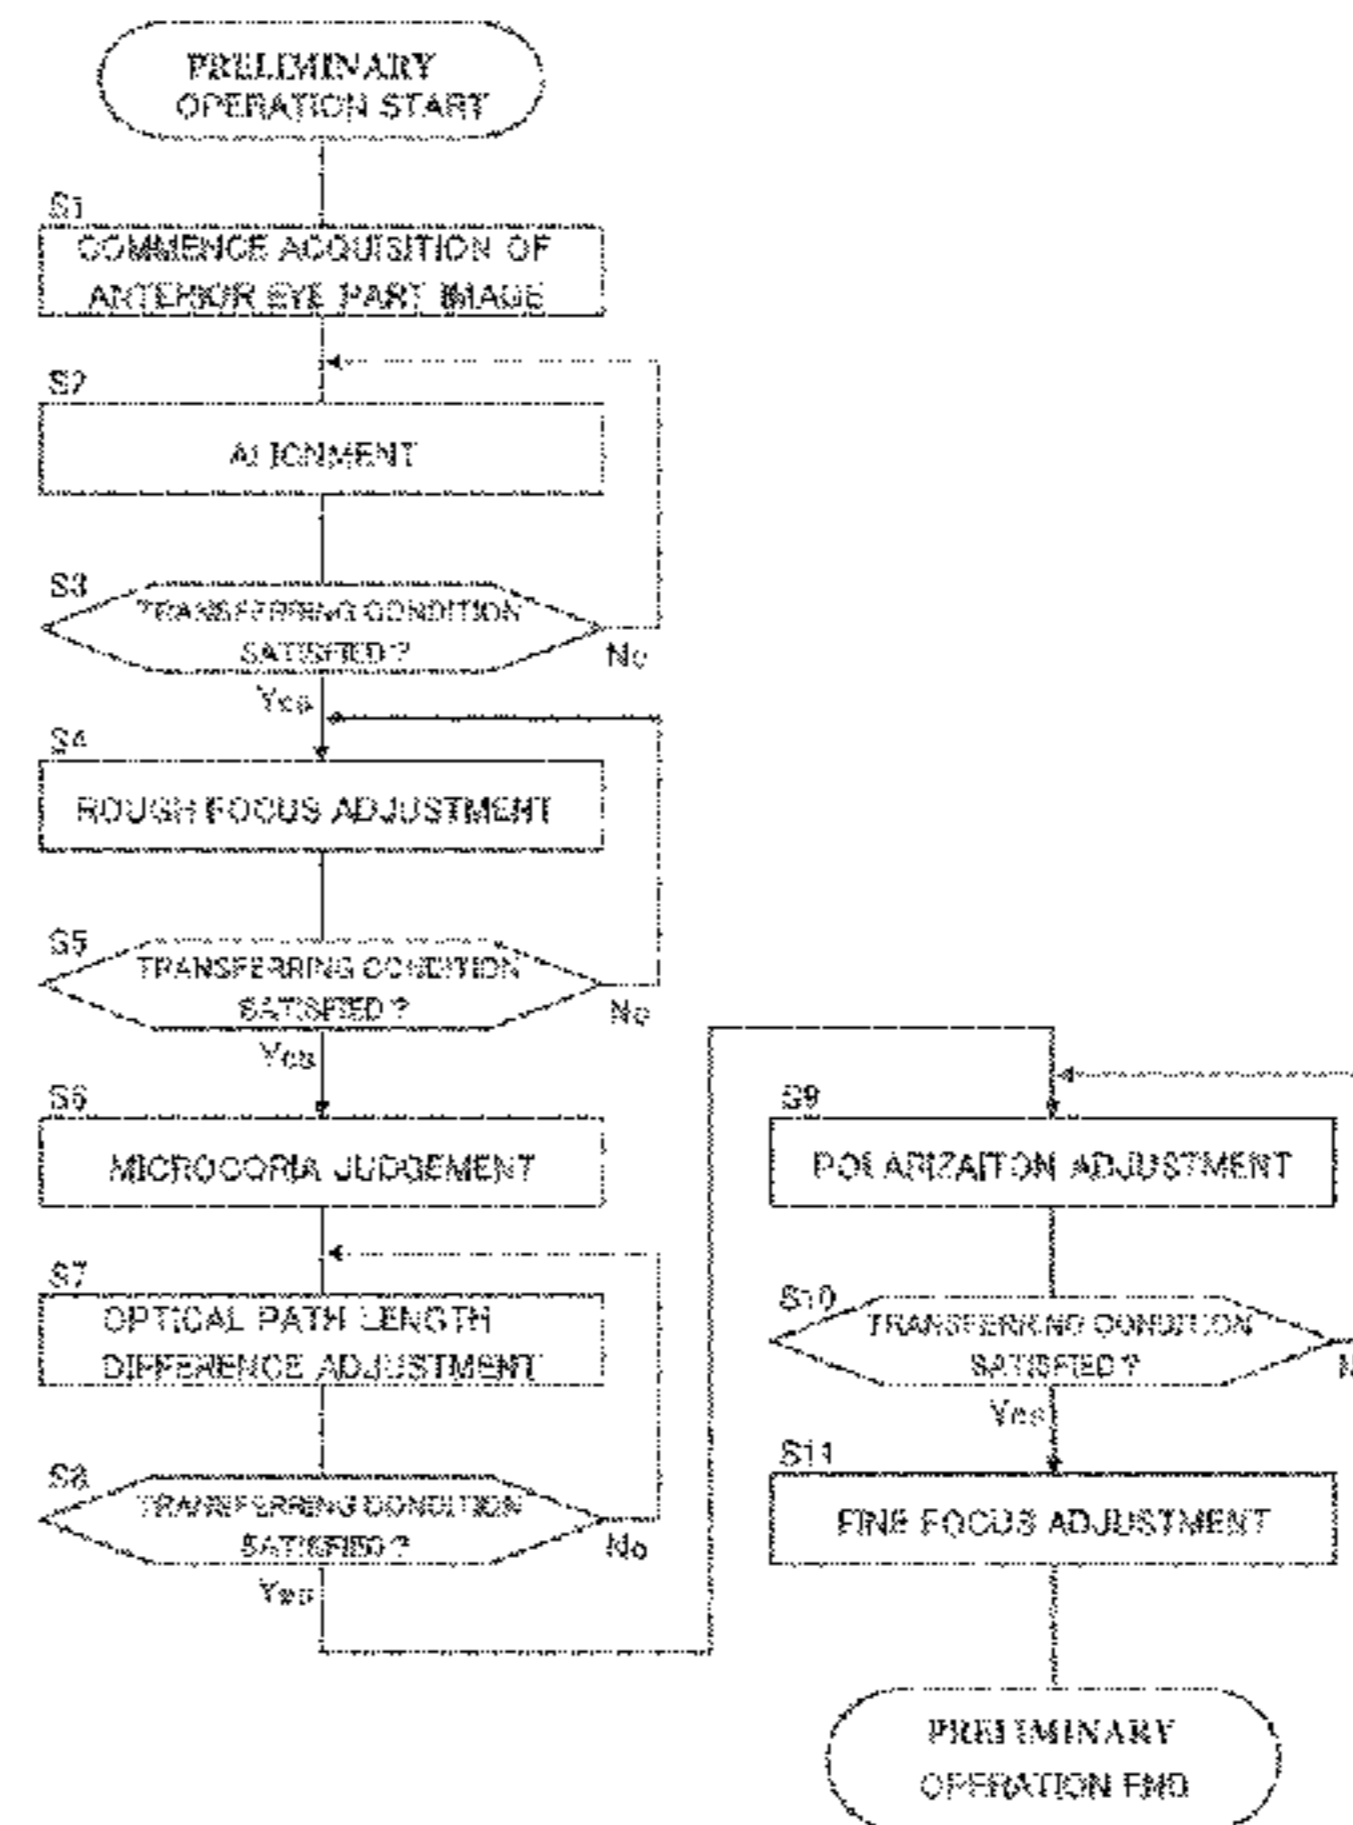 PRELIMINARY
OPERATION START
S1
COMMENCE ACQUISITION OF
ANTERIOR EYE PART IMAGE
S2
ALIGNMENT
S3
TRANSFERRING CONDITION
SATISFIED ?
No
Yes
S4
ROUGH FOCUS ADJUSTMENT
S5
TRANSFERRING CONDITION
SATISFIED ?
No
Yes
S6
MICROCORIA JUDGEMENT
S7
OPTICAL PATH LENGTH
DIFFERENCE ADJUSTMENT
S8
TRANSFERRING CONDITION
SATISFIED ?
No
Yes
S9
POLARIZAITON ADJUSTMENT
S10
TRANSFERRING CONDITION
SATISFIED ?
Yes
S11
FINE FOCUS ADJUSTMENT
PRELIMINARY
OPERATION END